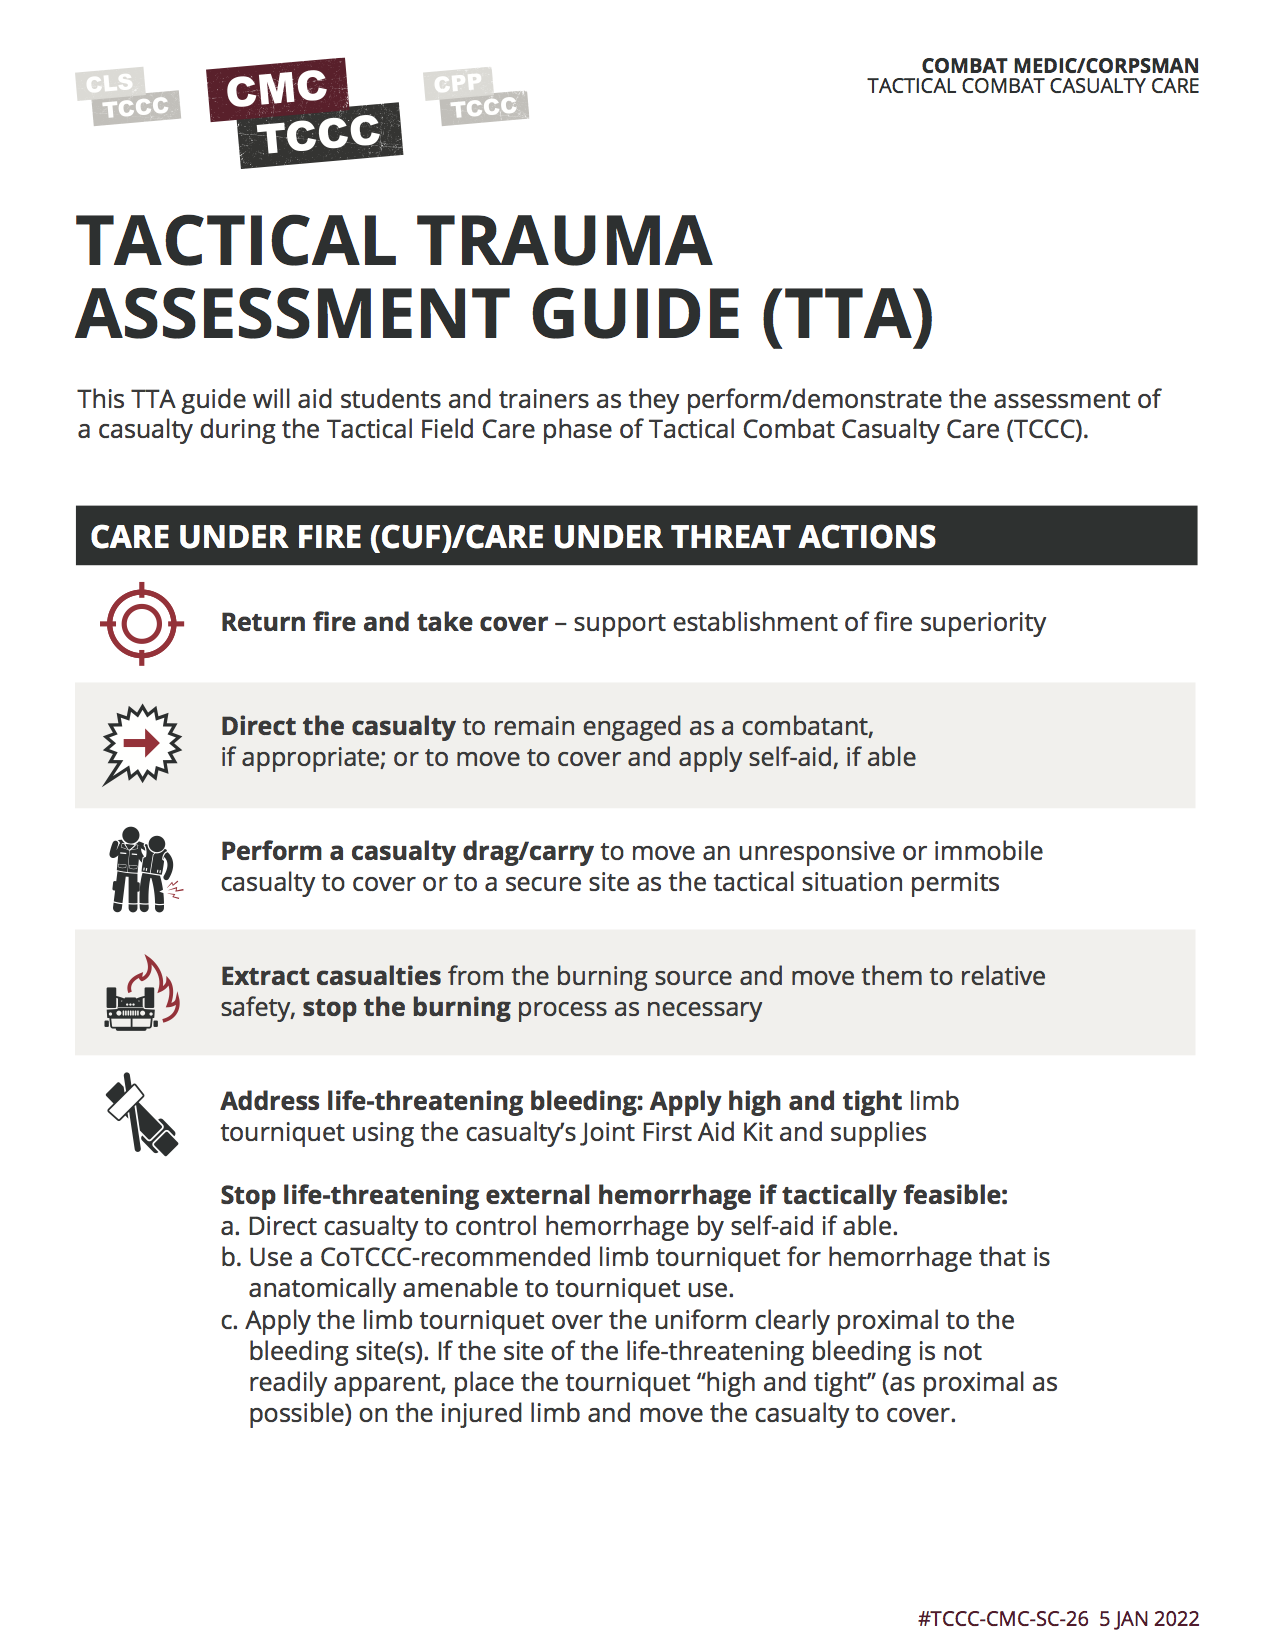 CLS
TCCC
CMC
TCCC
CPP
TCCC
COMBAT MEDIC/CORPSMAN
TACTICAL COMBAT CASUALTY CARE
TACTICAL TRAUMA
ASSESSMENT GUIDE (TTA)
This TTA guide will aid students and trainers as they perform/demonstrate the assessment of
a casualty during the Tactical Field Care phase of Tactical Combat Casualty Care (TCCC).
CARE UNDER FIRE (CUF)/CARE UNDER THREAT ACTIONS
Return fire and take cover – support establishment of fire superiority
Direct the casualty to remain engaged as a combatant,
if appropriate; or to move to cover and apply self-aid, if able
Perform a casualty drag/carry to move an unresponsive or immobile
casualty to cover or to a secure site as the tactical situation permits
Extract casualties from the burning source and move them to relative
safety, stop the burning process as necessary
Address life-threatening bleeding: Apply high and tight limb
tourniquet using the casualty’s Joint First Aid Kit and supplies
Stop life-threatening external hemorrhage if tactically feasible:
a. Direct casualty to control hemorrhage by self-aid if able.
b. Use a CoTCCC-recommended limb tourniquet for hemorrhage that is
anatomically amenable to tourniquet use.
c. Apply the limb tourniquet over the uniform clearly proximal to the
bleeding site(s). If the site of the life-threatening bleeding is not
readily apparent, place the tourniquet “high and tight” (as proximal as
possible) on the injured limb and move the casualty to cover.
#TCCC-CMC-SC-26 5 JAN 2022